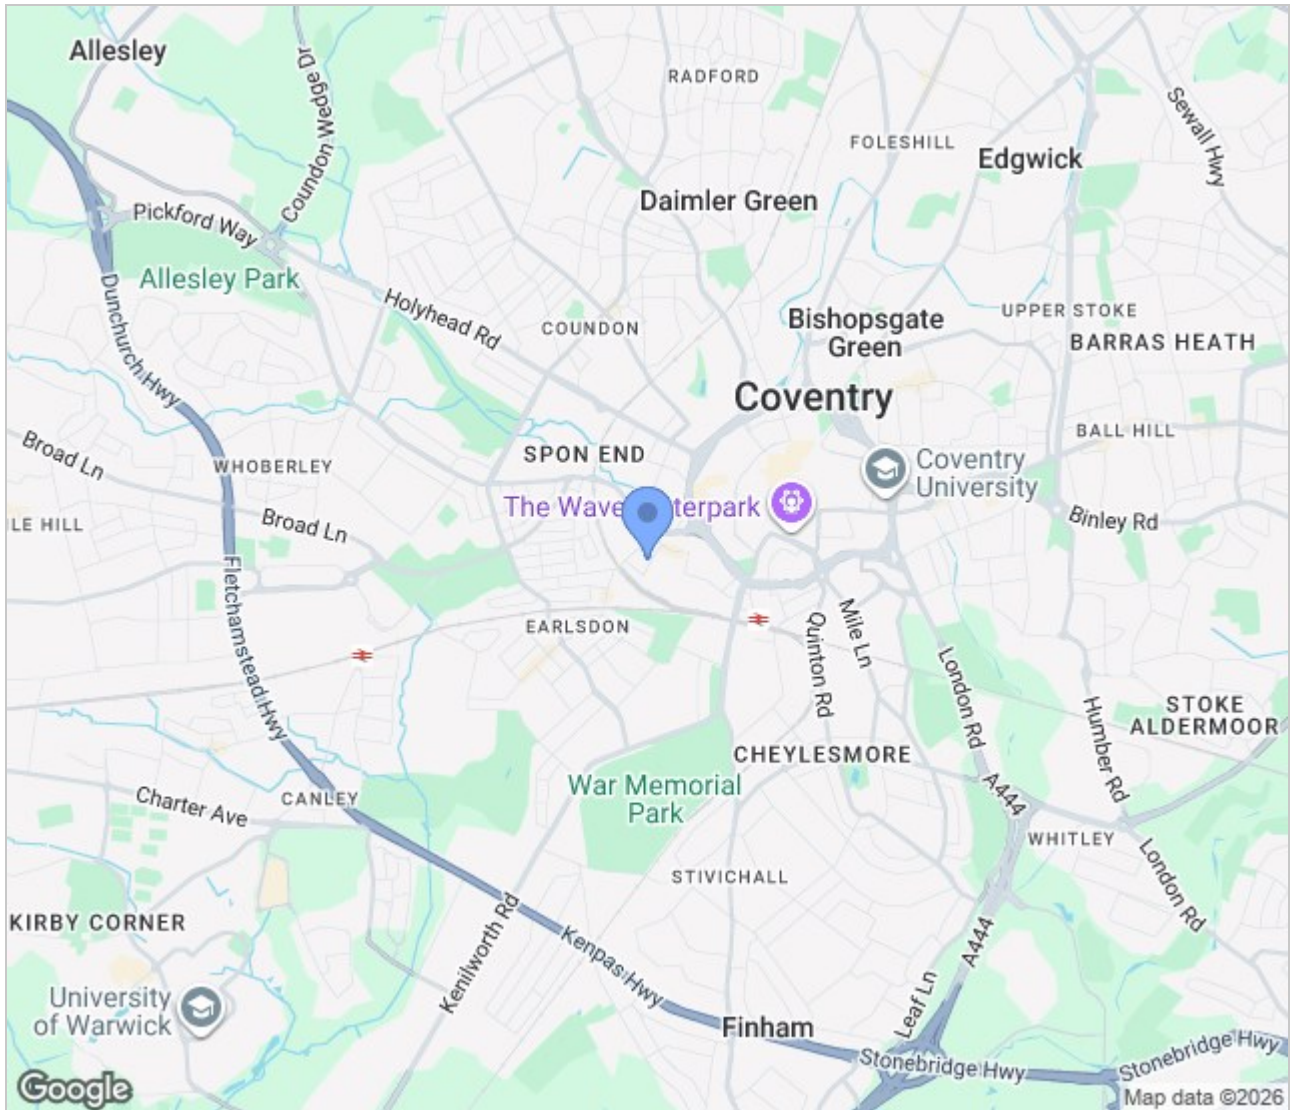 Allesley
Coundon Wedge Dr
RADFORD
Sewall Hwy
FOLESHILL
Edgwick
Daimler Green
Pickford Way
Allesley Park
Dunchurch Hwy
Holyhead Rd
COUNDON
Bishopsgate
Green
UPPER STOKE
BARRAS HEATH
Coventry
BALL HILL
Broad Ln
WHOBERLEY
SPON END
Coventry
University
The Wave
terpark
ILE HILL
Broad Ln
Binley Rd
Fletchamstead Hwy
EARLSDON
Quinton Rd
Mile Ln
London Rd
Humber Rd
STOKE
ALDERMOOR
CHEYLESMORE
War Memorial
Park
A444
Charter Ave
CANLEY
WHITLEY
London Rd
STIVICHALL
KIRBY CORNER
Kenilworth Rd
Kenpas Hwy
A444
Leaf Ln
University
of Warwick
Finham
Stonebridge Hwy
Stonebridge Hwy
Google
Map data ©2026